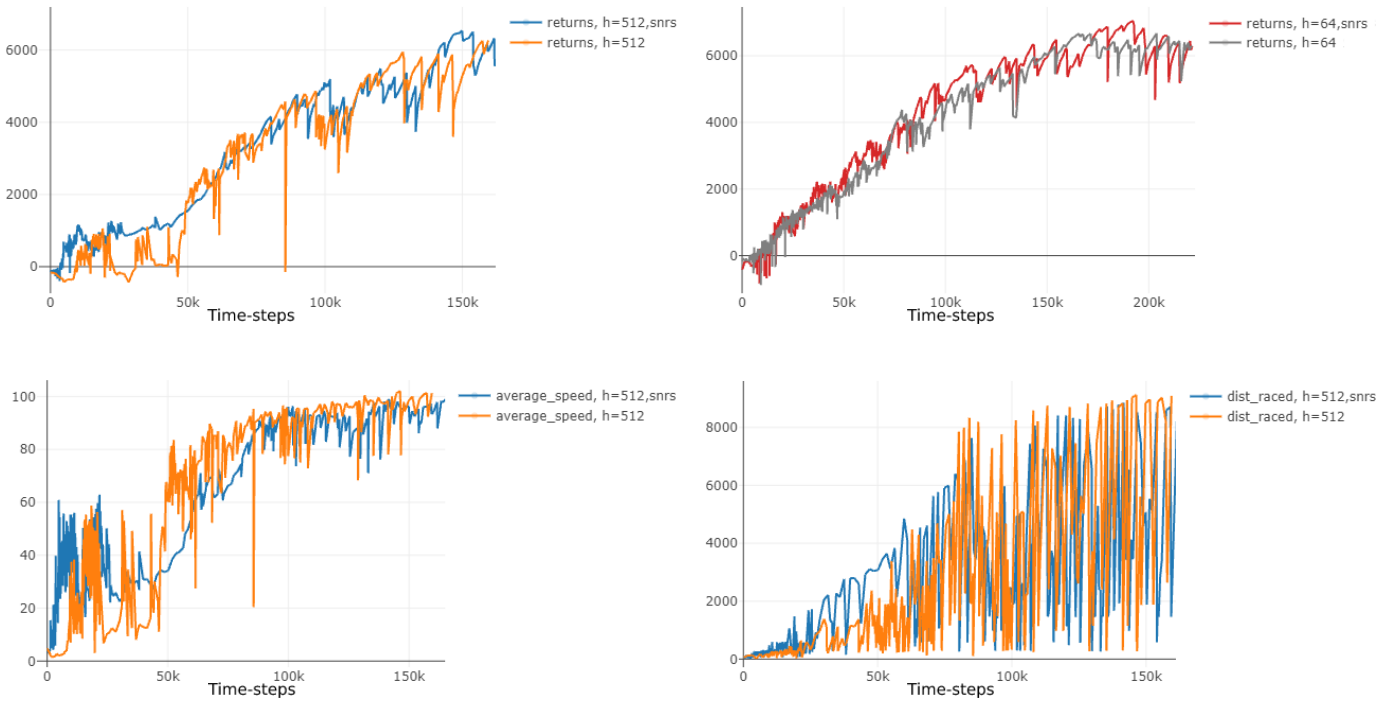 returns, h=512,snrs
returns, h=512
6000
4000
2000
0
0
50k
100k
150k
Time-steps
returns, h=64,snrs
returns, h=64
6000
4000
2000
0
0
50k
100k
150k
200k
Time-steps
average_speed, h=512,snrs
average_speed, h=512
100
80
60
40
20
0
0
50k
100k
150k
Time-steps
dist_raced, h=512,snrs
dist_raced, h=512
8000
6000
4000
2000
0
0
50k
100k
150k
Time-steps